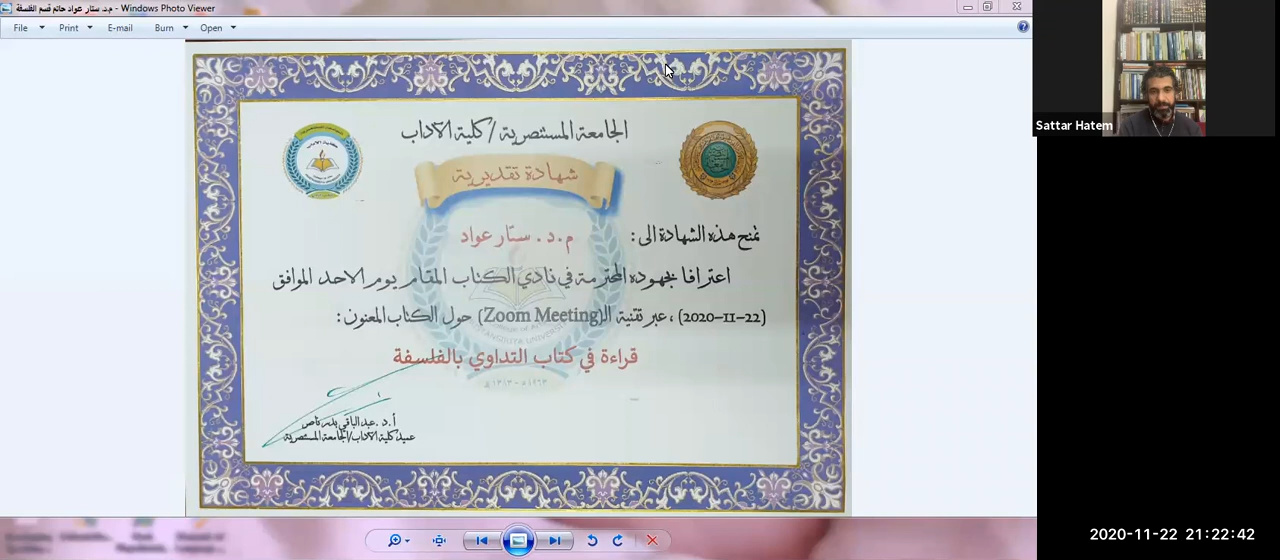 م.د. ستار عواد حاتم قسم الفلسفة - Windows Photo Viewer
File Print E-mail Burn Open
Sattar Hatem
الجامعة المستنصرية / كلية الآداب
شهادة تقديرية
نمنح هذه الشهادة الى : م.د. ستار عواد
اعترافا بجهوده المحترمة في نادي الكتاب المقام يوم الاحد الموافق
(2020-11-22) ، عبر تقنية الـ(Zoom Meeting) حول الكتاب المعنون :
قراءة في كتاب التداوي بالفلسفة
أ.د. عبد الباقي بدر ناصر
عميد كلية الآداب/الجامعة المستنصرية
2020-11-22 21:22:42